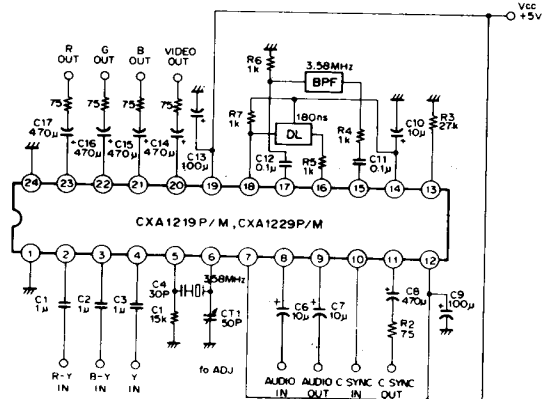 Vcc
+5V
R OUT
G OUT
B OUT
VIDEO OUT
R6
1k
3.58MHz
BPF
75
75
75
75
R7
1k
180ns
DL
R4
1k
C10
10μ
R3
27k
C17
470μ
C16
470μ
C15
470μ
C14
470μ
C13
100μ
C12
0.1μ
R5
1k
C11
0.1μ
24 23 22 21 20 19 18 17 16 15 14 13
CXA1219P/M, CXA1229P/M
1 2 3 4 5 6 7 8 9 10 11 12
C1
1μ
C2
1μ
C3
1μ
C4
30P
3.58MHz
C1
15k
CT1
50P
C6
10μ
C7
10μ
C8
470μ
R2
75
C9
100μ
fo ADJ
R-Y IN
B-Y IN
Y IN
AUDIO IN
AUDIO OUT
C SYNC IN
C SYNC OUT